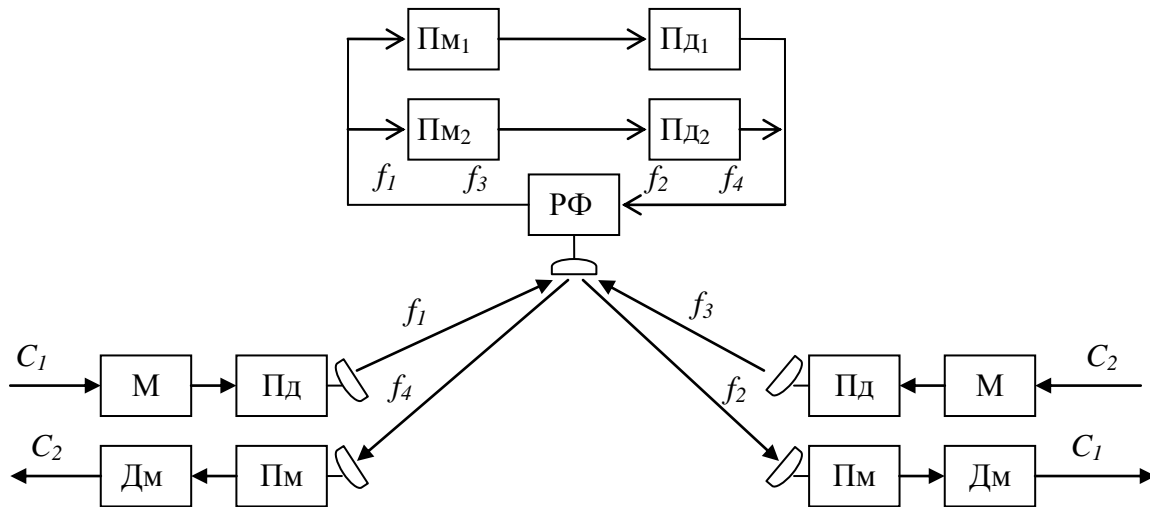 Пм₁ Пд₁
Пм₂ Пд₂
f₁ f₃ f₂ f₄
РФ
f₁ f₃
C₁ М Пд f₄ f₂ Пд М C₂
C₂ Дм Пм Пм Дм C₁